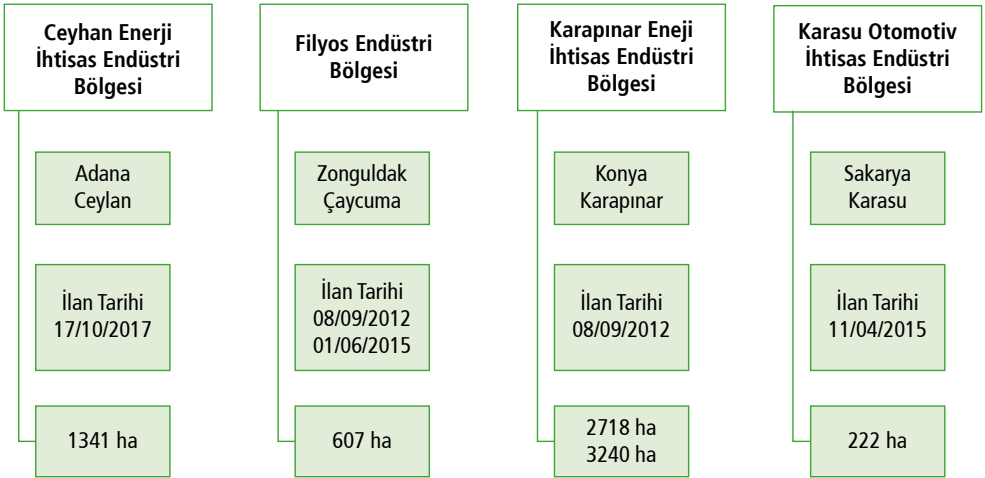 Ceyhan Enerji
İhtisas Endüstri
Bölgesi
Adana
Ceylan
İlan Tarihi
17/10/2017
1341 ha
Filyos Endüstri
Bölgesi
Zonguldak
Çaycuma
İlan Tarihi
08/09/2012
01/06/2015
607 ha
Karapınar Eneji
İhtisas Endüstri
Bölgesi
Konya
Karapınar
İlan Tarihi
08/09/2012
2718 ha
3240 ha
Karasu Otomotiv
İhtisas Endüstri
Bölgesi
Sakarya
Karasu
İlan Tarihi
11/04/2015
222 ha